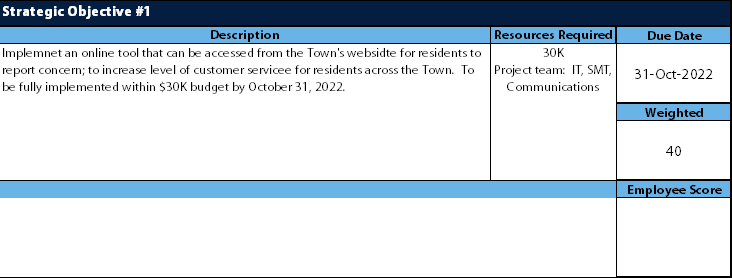 Strategic Objective #1
Description
Resources Required
Due Date
Implemnet an online tool that can be accessed from the Town's websidte for residents to
report concern; to increase level of customer servicee for residents across the Town. To
be fully implemented within $30K budget by October 31, 2022.
30K
Project team: IT, SMT,
Communications
31-Oct-2022
Weighted
40
Employee Score